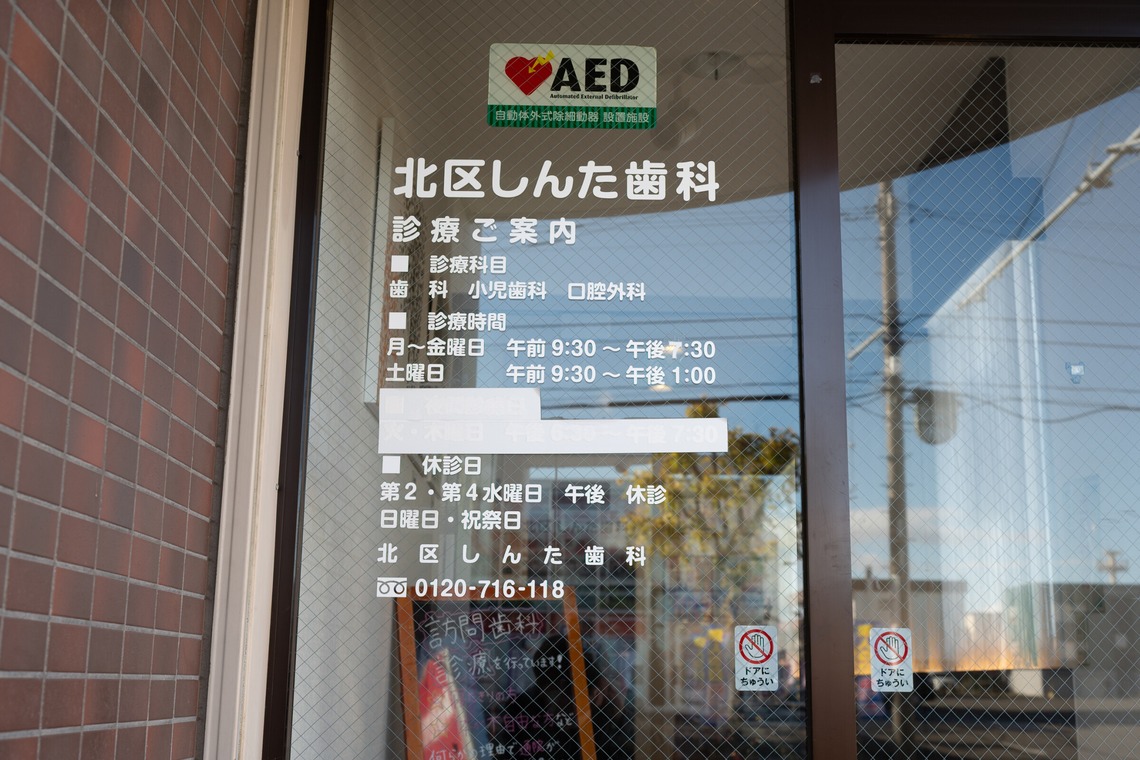 AED
Automated External Defibrillator
自動体外式除細動器 設置施設
北区しんた歯科
診療ご案内
■ 診療科目
歯 科 小児歯科 口腔外科
■ 診療時間
月～金曜日 午前 9:30 ～ 午後 7:30
土曜日 午前 9:30 ～ 午後 1:00
■ 休診日
第2・第4水曜日 午後 休診
日曜日・祝祭日
北区しんた歯科
0120-716-118
訪問歯科
診療を行っています!
ドアに
ちゅうい
ドアに
ちゅうい